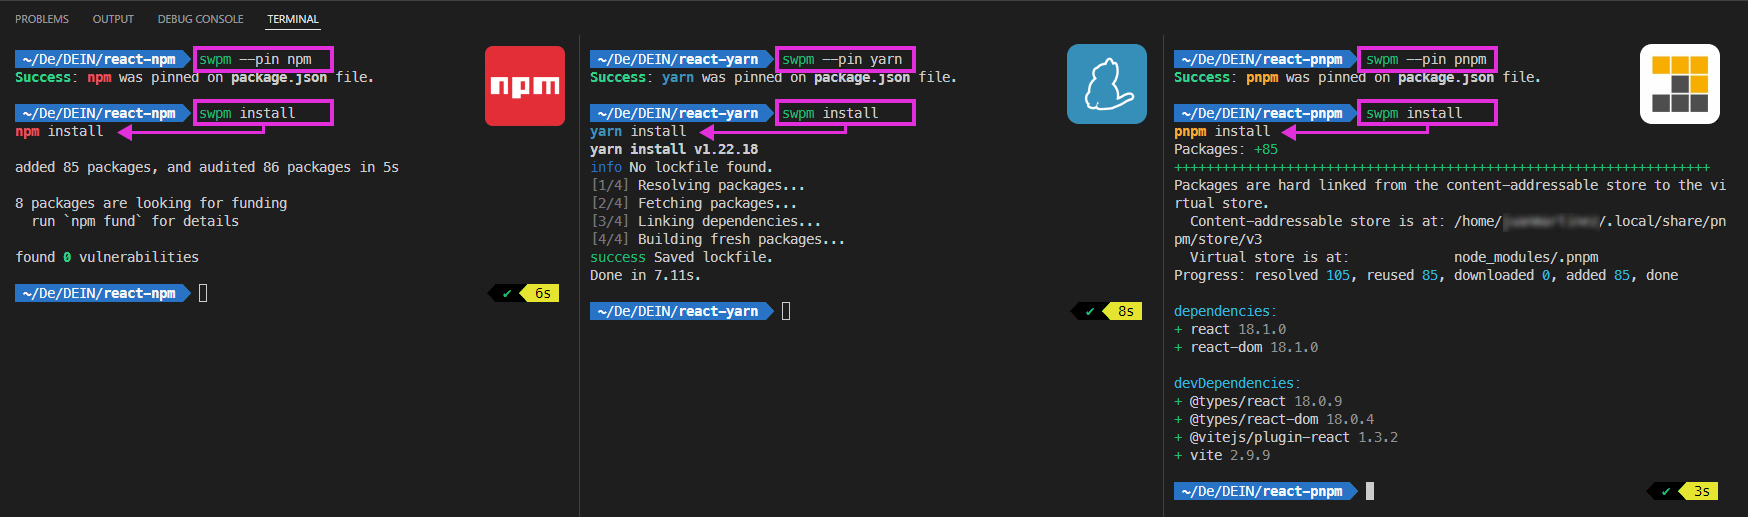 PROBLEMS OUTPUT DEBUG CONSOLE TERMINAL
~/De/DEIN/react-npm swpm --pin npm
Success: npm was pinned on package.json file.
~/De/DEIN/react-npm swpm install
npm install
added 85 packages, and audited 86 packages in 5s
8 packages are looking for funding
run `npm fund` for details
found 0 vulnerabilities
~/De/DEIN/react-npm ✔ 6s
npm
~/De/DEIN/react-yarn swpm --pin yarn
Success: yarn was pinned on package.json file.
~/De/DEIN/react-yarn swpm install
yarn install
yarn install v1.22.18
info No lockfile found.
[1/4] Resolving packages...
[2/4] Fetching packages...
[3/4] Linking dependencies...
[4/4] Building fresh packages...
success Saved lockfile.
Done in 7.11s.
~/De/DEIN/react-yarn ✔ 8s
~/De/DEIN/react-pnpm swpm --pin pnpm
Success: pnpm was pinned on package.json file.
~/De/DEIN/react-pnpm swpm install
pnpm install
Packages: +85
+++++++++++++++++++++++++++++++++++++++++++++++++++++++++++++++++++
Packages are hard linked from the content-addressable store to the vi
rtual store.
Content-addressable store is at: /home/ /.local/share/pn
pm/store/v3
Virtual store is at: node_modules/.pnpm
Progress: resolved 105, reused 85, downloaded 0, added 85, done
dependencies:
+ react 18.1.0
+ react-dom 18.1.0
devDependencies:
+ @types/react 18.0.9
+ @types/react-dom 18.0.4
+ @vitejs/plugin-react 1.3.2
+ vite 2.9.9
~/De/DEIN/react-pnpm ✔ 3s